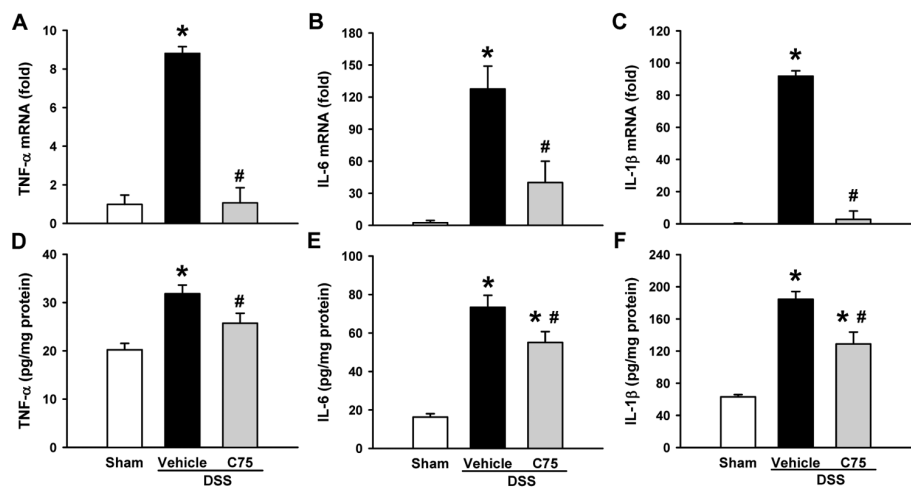 A
TNF-α mRNA (fold)
10
8
6
4
2
0
*
#
B
IL-6 mRNA (fold)
180
150
120
90
60
30
0
*
#
C
IL-1β mRNA (fold)
120
100
80
60
40
20
0
*
#
D
TNF-α (pg/mg protein)
40
30
20
10
0
*
#
Sham Vehicle C75
DSS
E
IL-6 (pg/mg protein)
80
60
40
20
0
*
* #
Sham Vehicle C75
DSS
F
IL-1β (pg/mg protein)
240
200
160
120
80
40
0
*
* #
Sham Vehicle C75
DSS